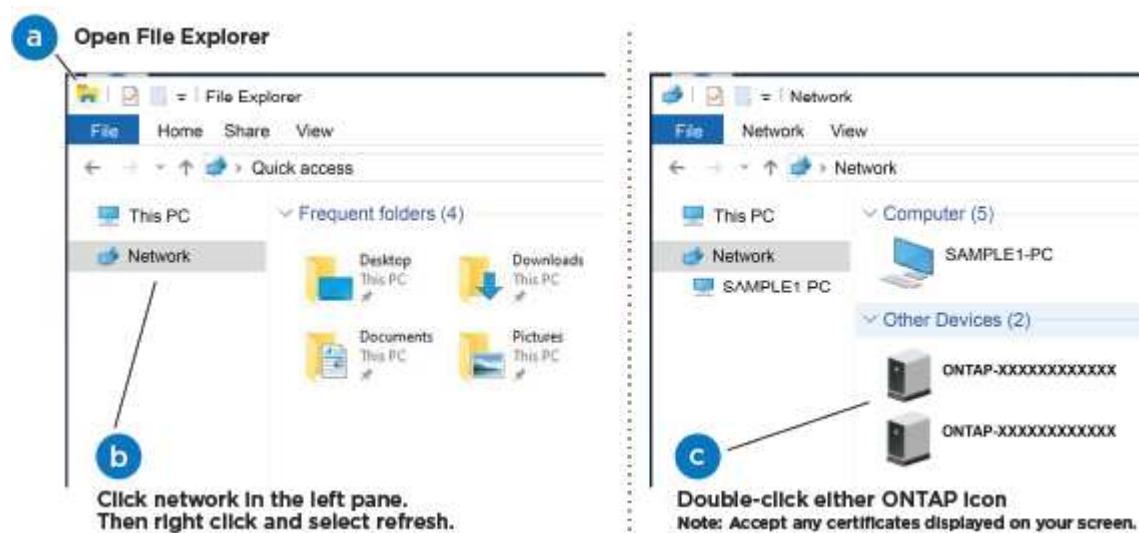 a Open File Explorer
File Explorer
File Home Share View
Quick access
This PC
Network
Frequent folders (4)
Desktop
This PC
Downloads
This PC
Documents
This PC
Pictures
This PC
b
Click network in the left pane.
Then right click and select refresh.
Network
File Network View
Network
This PC
Network
SAMPLE1 PC
Computer (5)
SAMPLE1-PC
Other Devices (2)
ONTAP-XXXXXXXXXXXX
ONTAP-XXXXXXXXXXXX
c
Double-click either ONTAP icon
Note: Accept any certificates displayed on your screen.